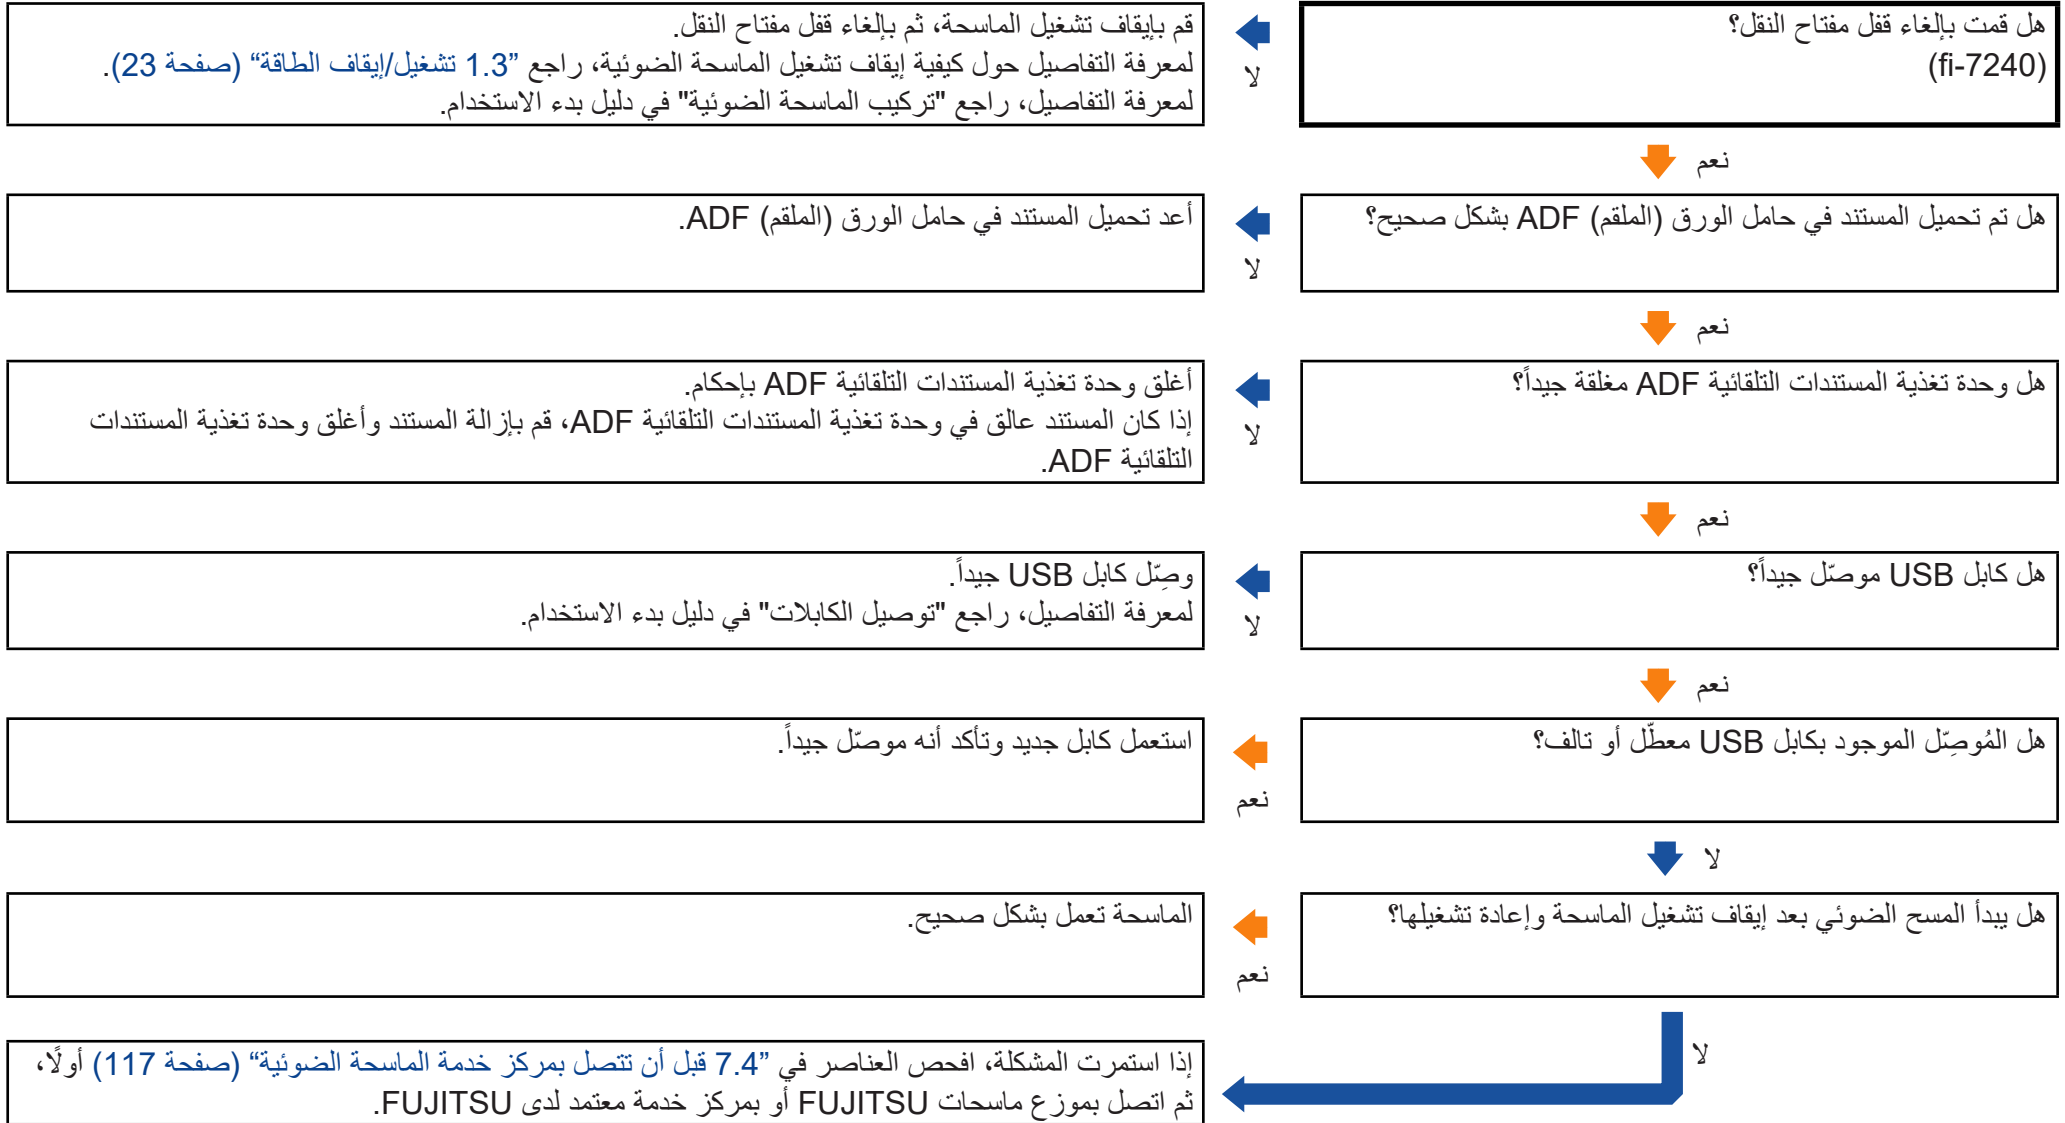 هل قمت بإلغاء قفل مفتاح النقل؟
(fi-7240)
لا
قم بإيقاف تشغيل الماسحة، ثم بإلغاء قفل مفتاح النقل.
لمعرفة التفاصيل حول كيفية إيقاف تشغيل الماسحة الضوئية، راجع ”1.3 تشغيل/إيقاف الطاقة“ (صفحة 23).
لمعرفة التفاصيل، راجع "تركيب الماسحة الضوئية" في دليل بدء الاستخدام.
نعم
هل تم تحميل المستند في حامل الورق (الملقم) ADF بشكل صحيح؟
لا
أعد تحميل المستند في حامل الورق (الملقم) ADF.
نعم
هل وحدة تغذية المستندات التلقائية ADF مغلقة جيداً؟
لا
أغلق وحدة تغذية المستندات التلقائية ADF بإحكام.
إذا كان المستند عالق في وحدة تغذية المستندات التلقائية ADF، قم بإزالة المستند وأغلق وحدة تغذية المستندات
التلقائية ADF.
نعم
هل كابل USB موصّل جيداً؟
لا
وصِّل كابل USB جيداً.
لمعرفة التفاصيل، راجع "توصيل الكابلات" في دليل بدء الاستخدام.
نعم
هل المُوصِّل الموجود بكابل USB معطّل أو تالف؟
نعم
استعمل كابل جديد وتأكد أنه موصّل جيداً.
لا
هل يبدأ المسح الضوئي بعد إيقاف تشغيل الماسحة وإعادة تشغيلها؟
نعم
الماسحة تعمل بشكل صحيح.
لا
إذا استمرت المشكلة، افحص العناصر في ”7.4 قبل أن تتصل بمركز خدمة الماسحة الضوئية“ (صفحة 117) أولًا،
ثم اتصل بموزع ماسحات FUJITSU أو بمركز خدمة معتمد لدى FUJITSU.